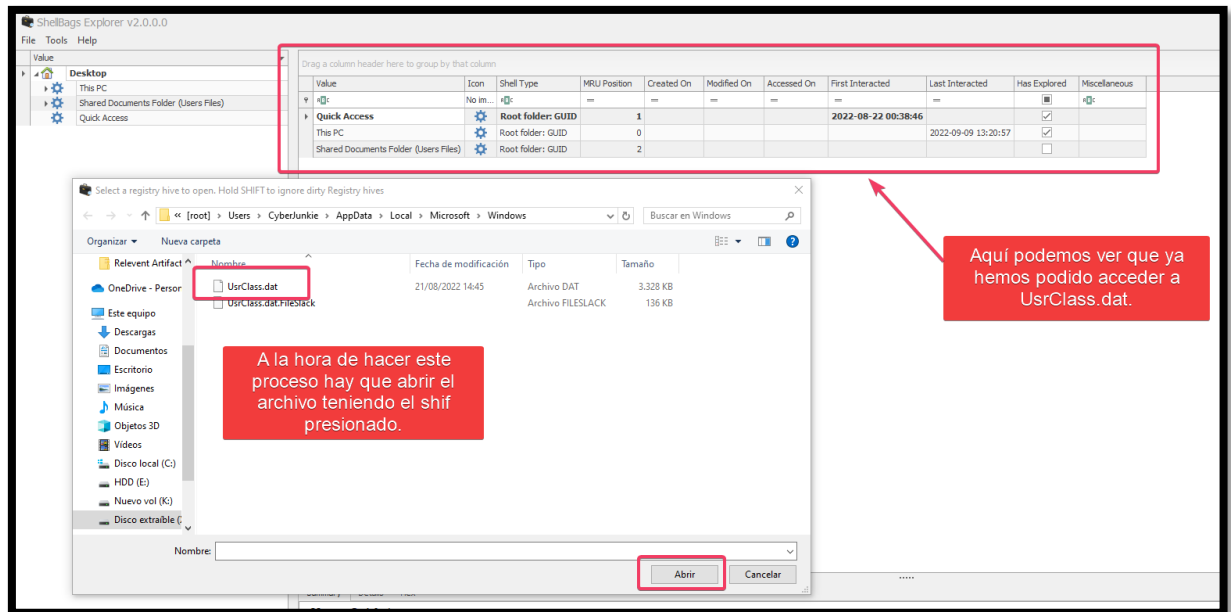 ShellBags Explorer v2.0.0.0
File Tools Help
Value
Desktop
This PC
Shared Documents Folder (Users Files)
Quick Access
Drag a column header here to group by that column
Value Icon Shell Type MRU Position Created On Modified On Accessed On First Interacted Last Interacted Has Explored Miscellaneous
No im... = = = = = =
Quick Access Root folder: GUID 1 2022-08-22 00:38:46
This PC Root folder: GUID 0 2022-09-09 13:20:57
Shared Documents Folder (Users Files) Root folder: GUID 2
Select a registry hive to open. Hold SHIFT to ignore dirty Registry hives
« [root] › Users › CyberJunkie › AppData › Local › Microsoft › Windows
Buscar en Windows
Organizar Nueva carpeta
Relevent Artifact
OneDrive - Person
Este equipo
Descargas
Documentos
Escritorio
Imágenes
Música
Objetos 3D
Vídeos
Disco local (C:)
HDD (E:)
Nuevo vol (K:)
Disco extraíble (
Nombre Fecha de modificación Tipo Tamaño
UsrClass.dat 21/08/2022 14:45 Archivo DAT 3.328 KB
UsrClass.dat.FileSlack Archivo FILESLACK 136 KB
A la hora de hacer este
proceso hay que abrir el
archivo teniendo el shif
presionado.
Aquí podemos ver que ya
hemos podido acceder a
UsrClass.dat.
Nombre:
Abrir Cancelar
.....